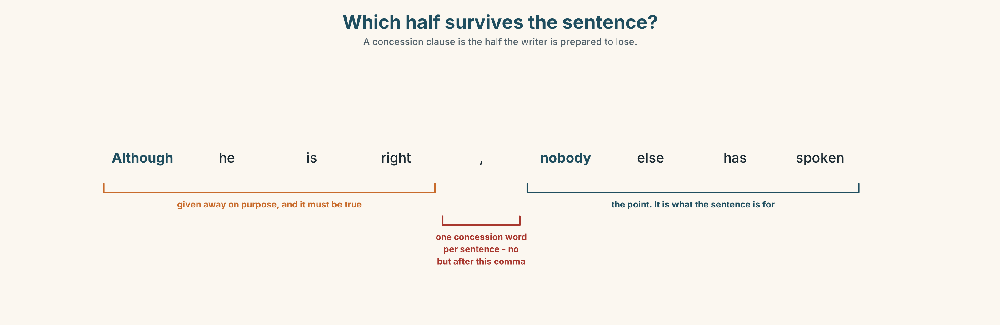 Which half survives the sentence?
A concession clause is the half the writer is prepared to lose.
Although he is right , nobody else has spoken
given away on purpose, and it must be true
the point. It is what the sentence is for
one concession word
per sentence - no
but after this comma